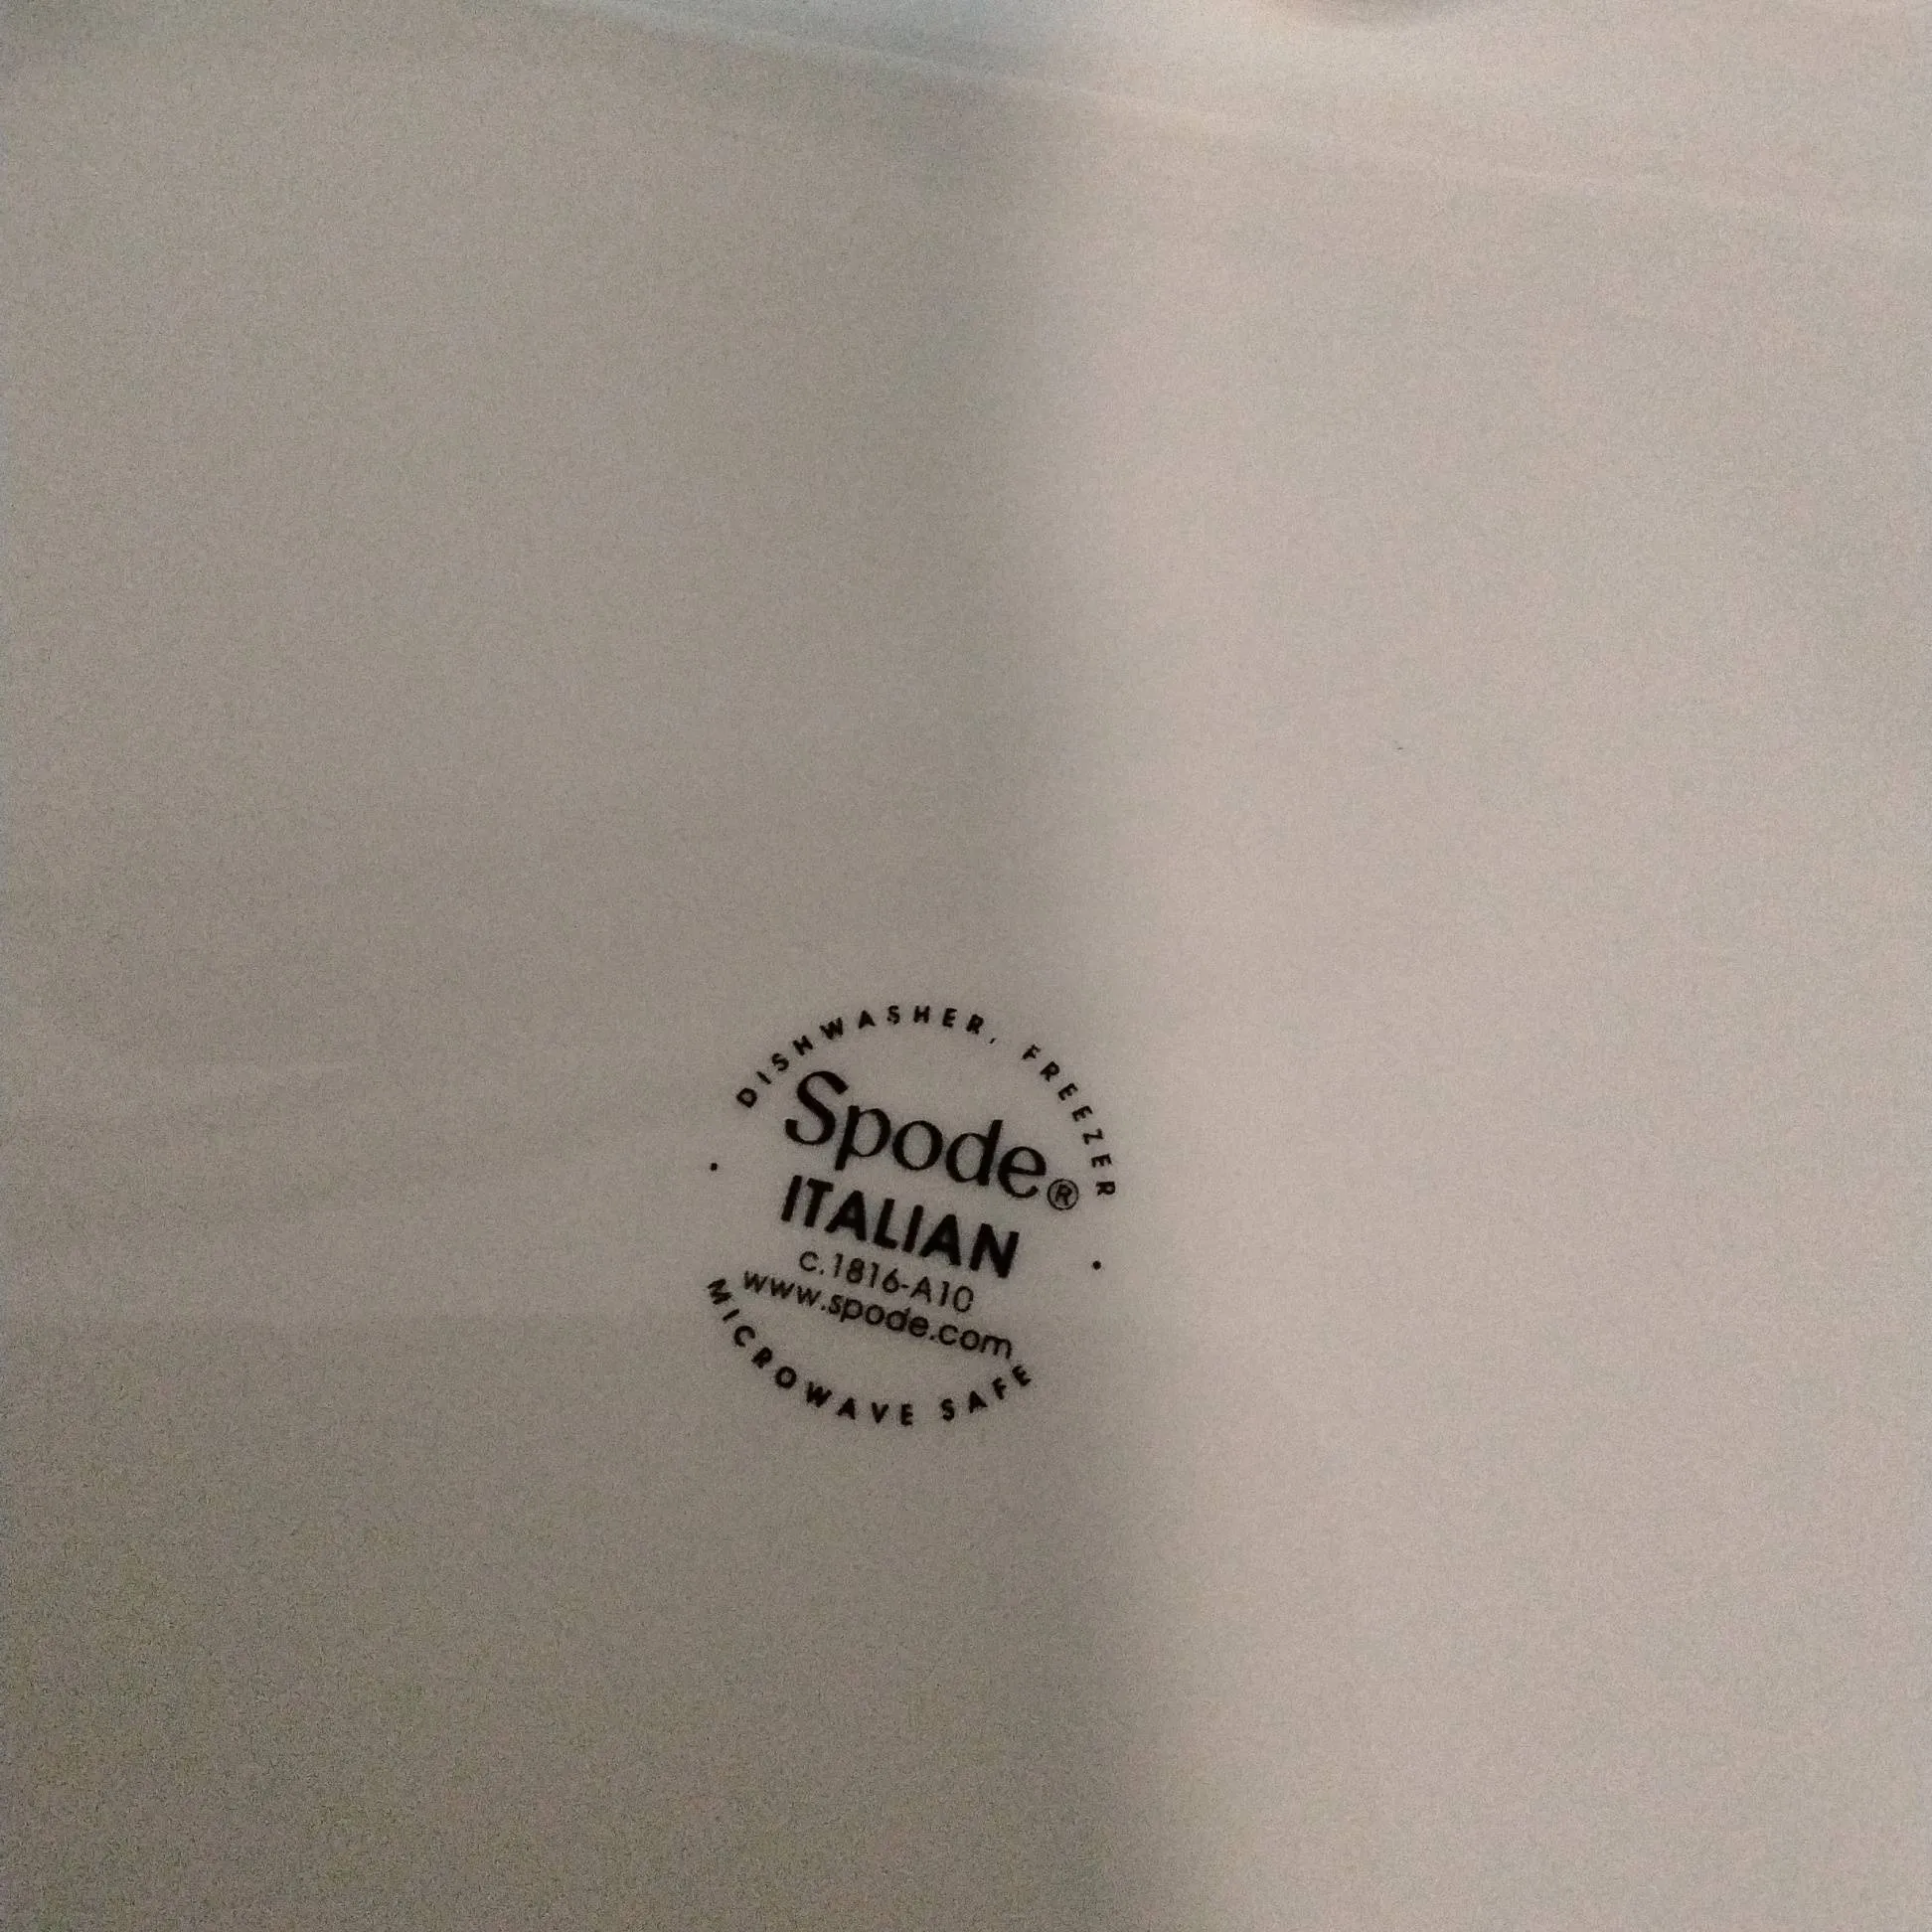 DISHWASHER, FREEZER
Spode®
ITALIAN
c.1816-A10
www.spode.com
MICROWAVE SAFE